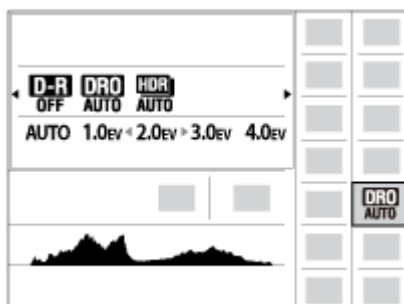 D-R DRO HDR
OFF AUTO AUTO
AUTO 1.0EV 2.0EV 3.0EV 4.0EV
DRO
AUTO